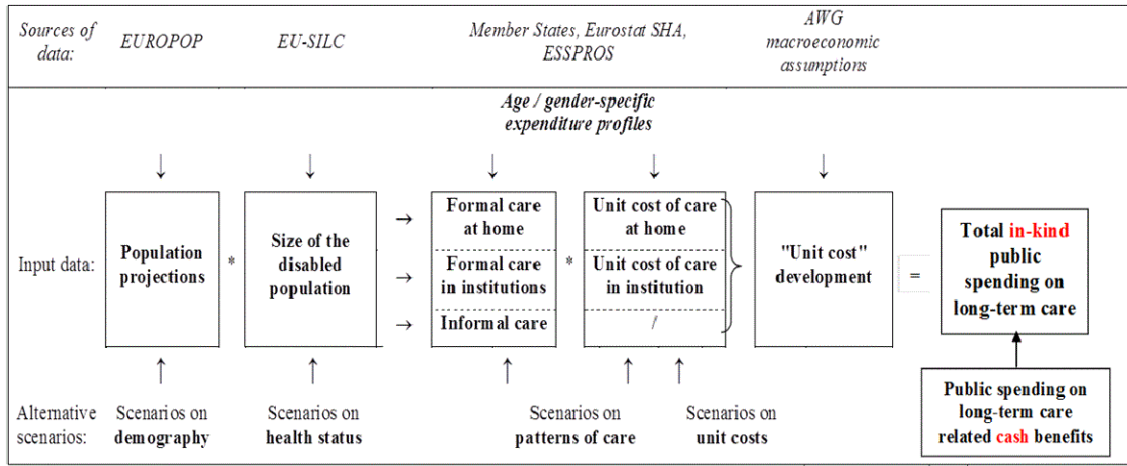 Sources of
data:
EUROPOP
EU-SILC
Member States, Eurostat SHA,
ESSPROS
AWG
macroeconomic
assumptions
Age / gender-specific
expenditure profiles
↓ ↓ ↓ ↓ ↓
Input data:
Population
projections
*
Size of the
disabled
population
→
→
→
Formal care
at home
Formal care
in institutions
Informal care
*
Unit cost of care
at home
Unit cost of care
in institution
/
"Unit cost"
development
=
Total in-kind
public
spending on
long-term care
↑ ↑ ↑ ↑ ↑
Alternative
scenarios:
Scenarios on
demography
Scenarios on
health status
Scenarios on
patterns of care
Scenarios on
unit costs
Public spending on
long-term care
related cash benefits